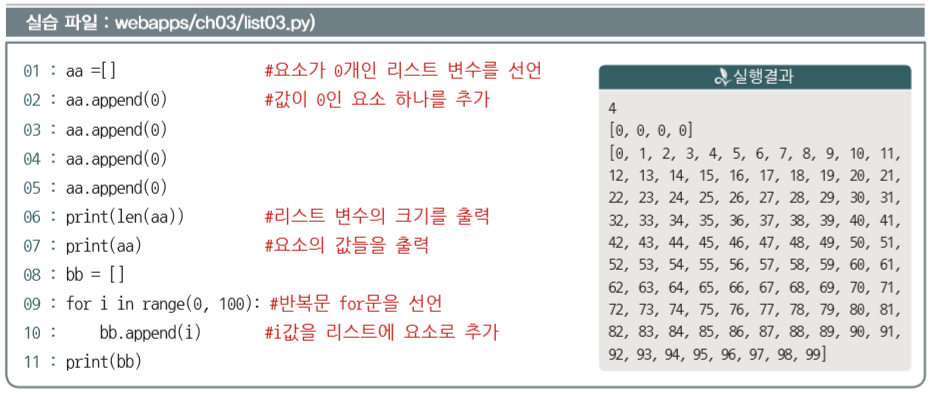 실습 파일 : webapps/ch03/list03.py)
01 : aa =[] #요소가 0개인 리스트 변수를 선언
02 : aa.append(0) #값이 0인 요소 하나를 추가
03 : aa.append(0)
04 : aa.append(0)
05 : aa.append(0)
06 : print(len(aa)) #리스트 변수의 크기를 출력
07 : print(aa) #요소의 값들을 출력
08 : bb = []
09 : for i in range(0, 100): #반복문 for문을 선언
10 : bb.append(i) #i값을 리스트에 요소로 추가
11 : print(bb)
실행결과
4
[0, 0, 0, 0]
[0, 1, 2, 3, 4, 5, 6, 7, 8, 9, 10, 11,
12, 13, 14, 15, 16, 17, 18, 19, 20, 21,
22, 23, 24, 25, 26, 27, 28, 29, 30, 31,
32, 33, 34, 35, 36, 37, 38, 39, 40, 41,
42, 43, 44, 45, 46, 47, 48, 49, 50, 51,
52, 53, 54, 55, 56, 57, 58, 59, 60, 61,
62, 63, 64, 65, 66, 67, 68, 69, 70, 71,
72, 73, 74, 75, 76, 77, 78, 79, 80, 81,
82, 83, 84, 85, 86, 87, 88, 89, 90, 91,
92, 93, 94, 95, 96, 97, 98, 99]